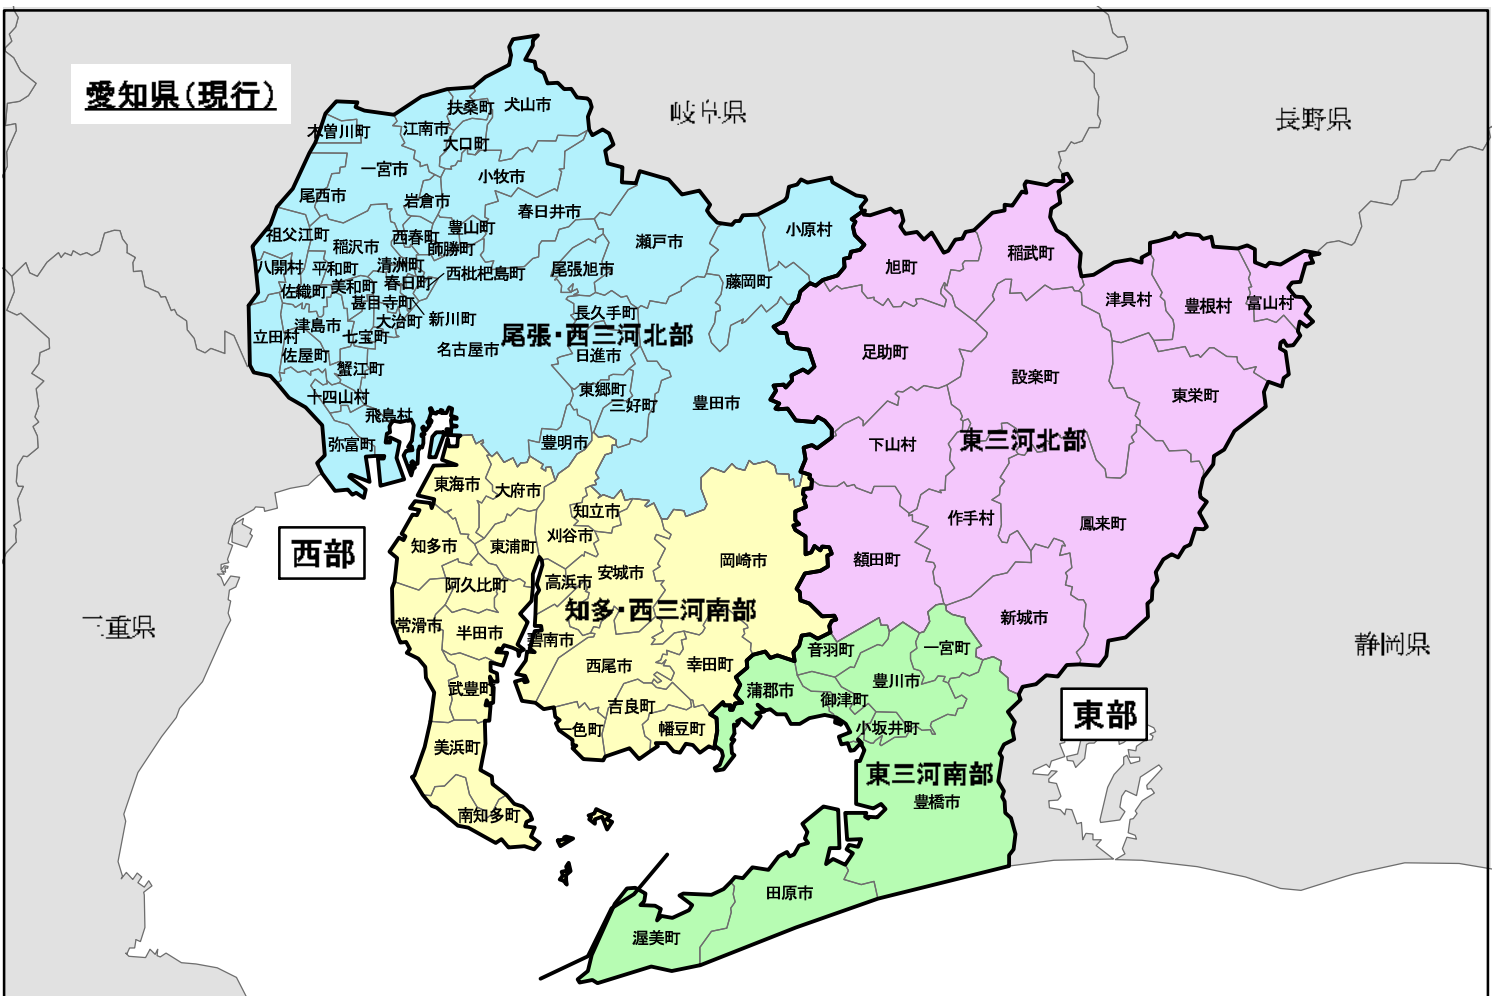 愛知県(現行)
岐阜県
長野県
扶桑町
犬山市
木曽川町
江南市
大口町
一宮市
小牧市
尾西市
岩倉市
春日井市
祖父江町
稲沢市
西春町
豊山町
師勝町
瀬戸市
小原村
八開村
平和町
清洲町
西枇杷島町
尾張旭市
藤岡町
旭町
稲武町
佐織町
美和町
春日町
甚目寺町
長久手町
津具村
豊根村
富山村
立田村
津島市
七宝町
大治町
新川町
名古屋市
尾張・西三河北部
佐屋町
蟹江町
日進市
足助町
設楽町
東栄町
十四山村
飛島村
東郷町
三好町
豊田市
弥富町
豊明市
下山村
東三河北部
東海市
大府市
知立市
作手村
鳳来町
西部
知多市
東浦町
刈谷市
岡崎市
額田町
阿久比町
高浜市
安城市
知多・西三河南部
三重県
常滑市
半田市
碧南市
新城市
静岡県
西尾市
幸田町
音羽町
一宮町
武豊町
吉良町
蒲郡市
御津町
豊川市
東部
美浜町
一色町
幡豆町
小坂井町
東三河南部
豊橋市
南知多町
田原市
渥美町